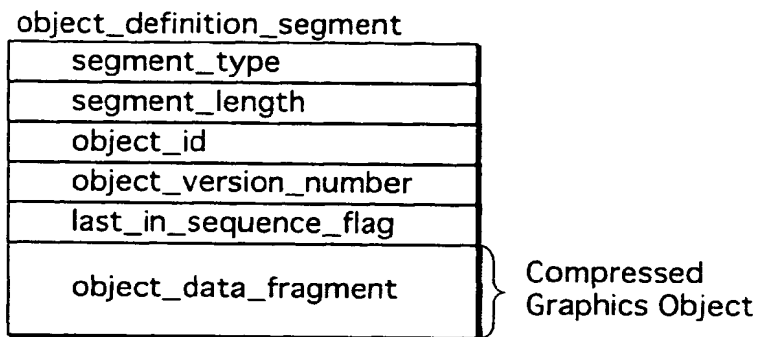 object_definition_segment
segment_type
segment_length
object_id
object_version_number
last_in_sequence_flag
object_data_fragment
Compressed
Graphics Object